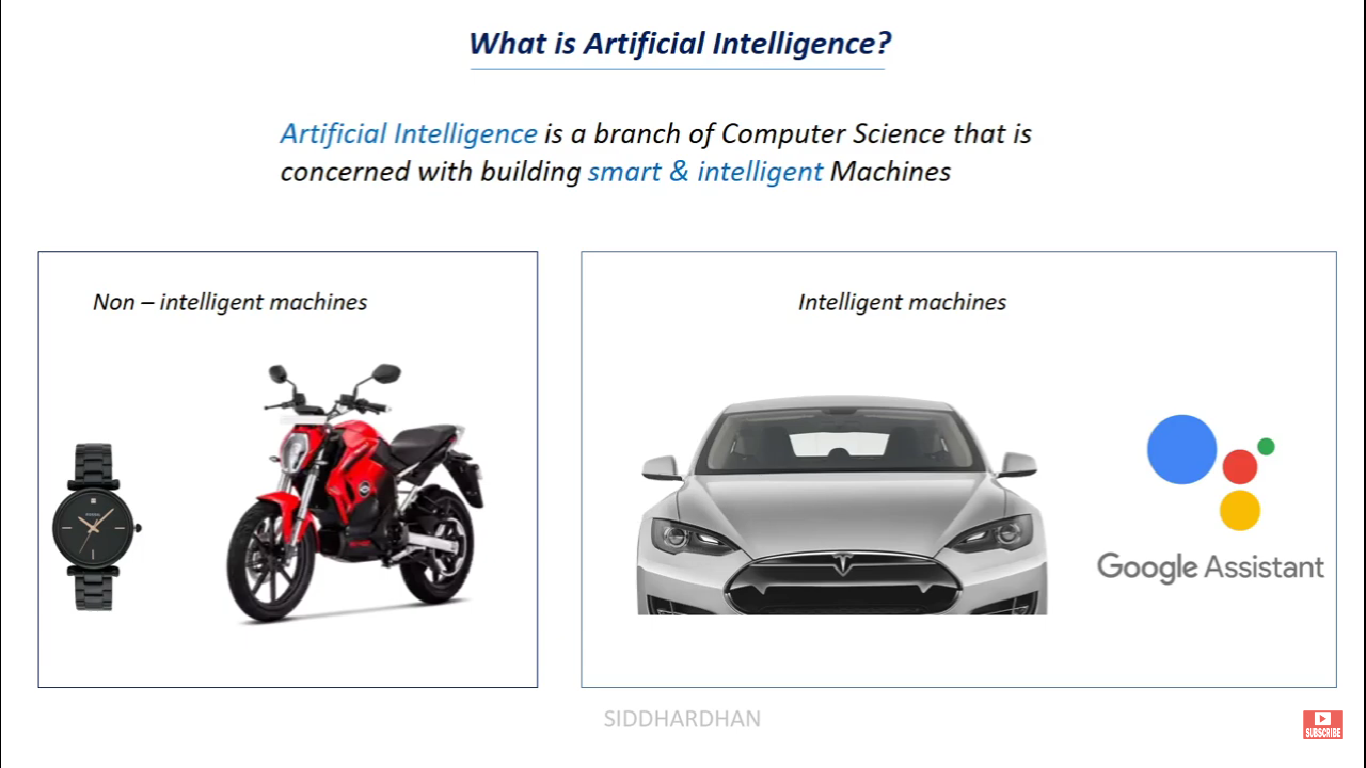 What is Artificial Intelligence?
Artificial Intelligence is a branch of Computer Science that is
concerned with building smart & intelligent Machines
Non – intelligent machines
Intelligent machines
Google Assistant
SIDDHARDHAN
SUBSCRIBE